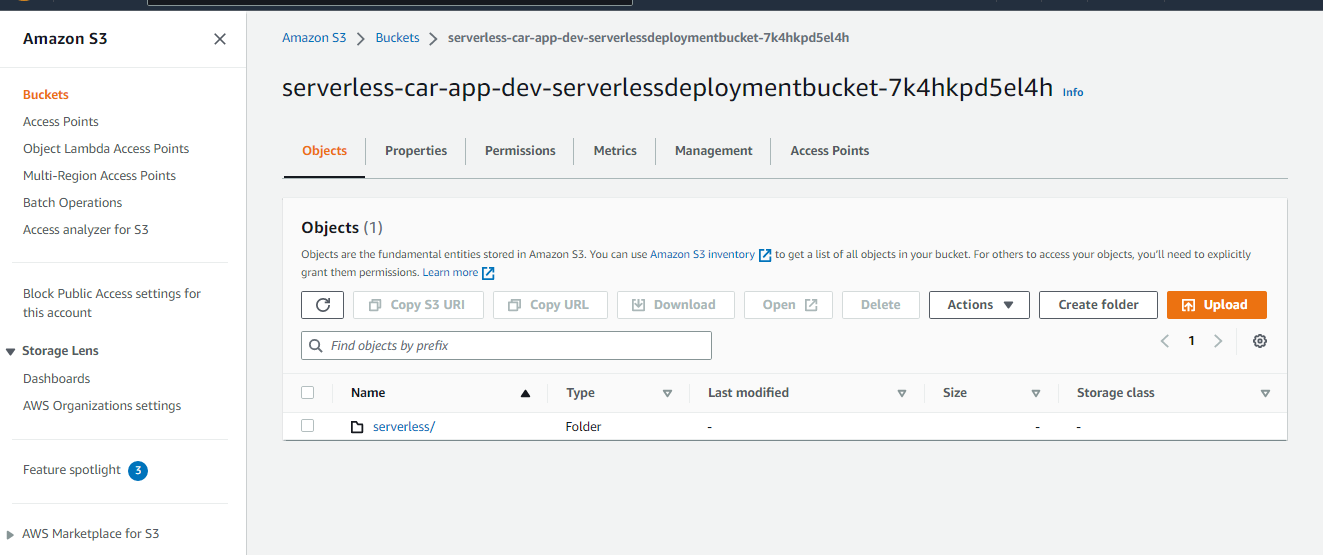 Amazon S3
Buckets
Access Points
Object Lambda Access Points
Multi-Region Access Points
Batch Operations
Access analyzer for S3
Block Public Access settings for
this account
Storage Lens
Dashboards
AWS Organizations settings
Feature spotlight 3
AWS Marketplace for S3
Amazon S3 Buckets serverless-car-app-dev-serverlessdeploymentbucket-7k4hkpd5el4h
serverless-car-app-dev-serverlessdeploymentbucket-7k4hkpd5el4h Info
Objects Properties Permissions Metrics Management Access Points
Objects (1)
Objects are the fundamental entities stored in Amazon S3. You can use Amazon S3 inventory to get a list of all objects in your bucket. For others to access your objects, you'll need to explicitly
grant them permissions. Learn more
Copy S3 URI Copy URL Download Open Delete Actions Create folder Upload
Find objects by prefix 1
Name Type Last modified Size Storage class
serverless/ Folder - - -